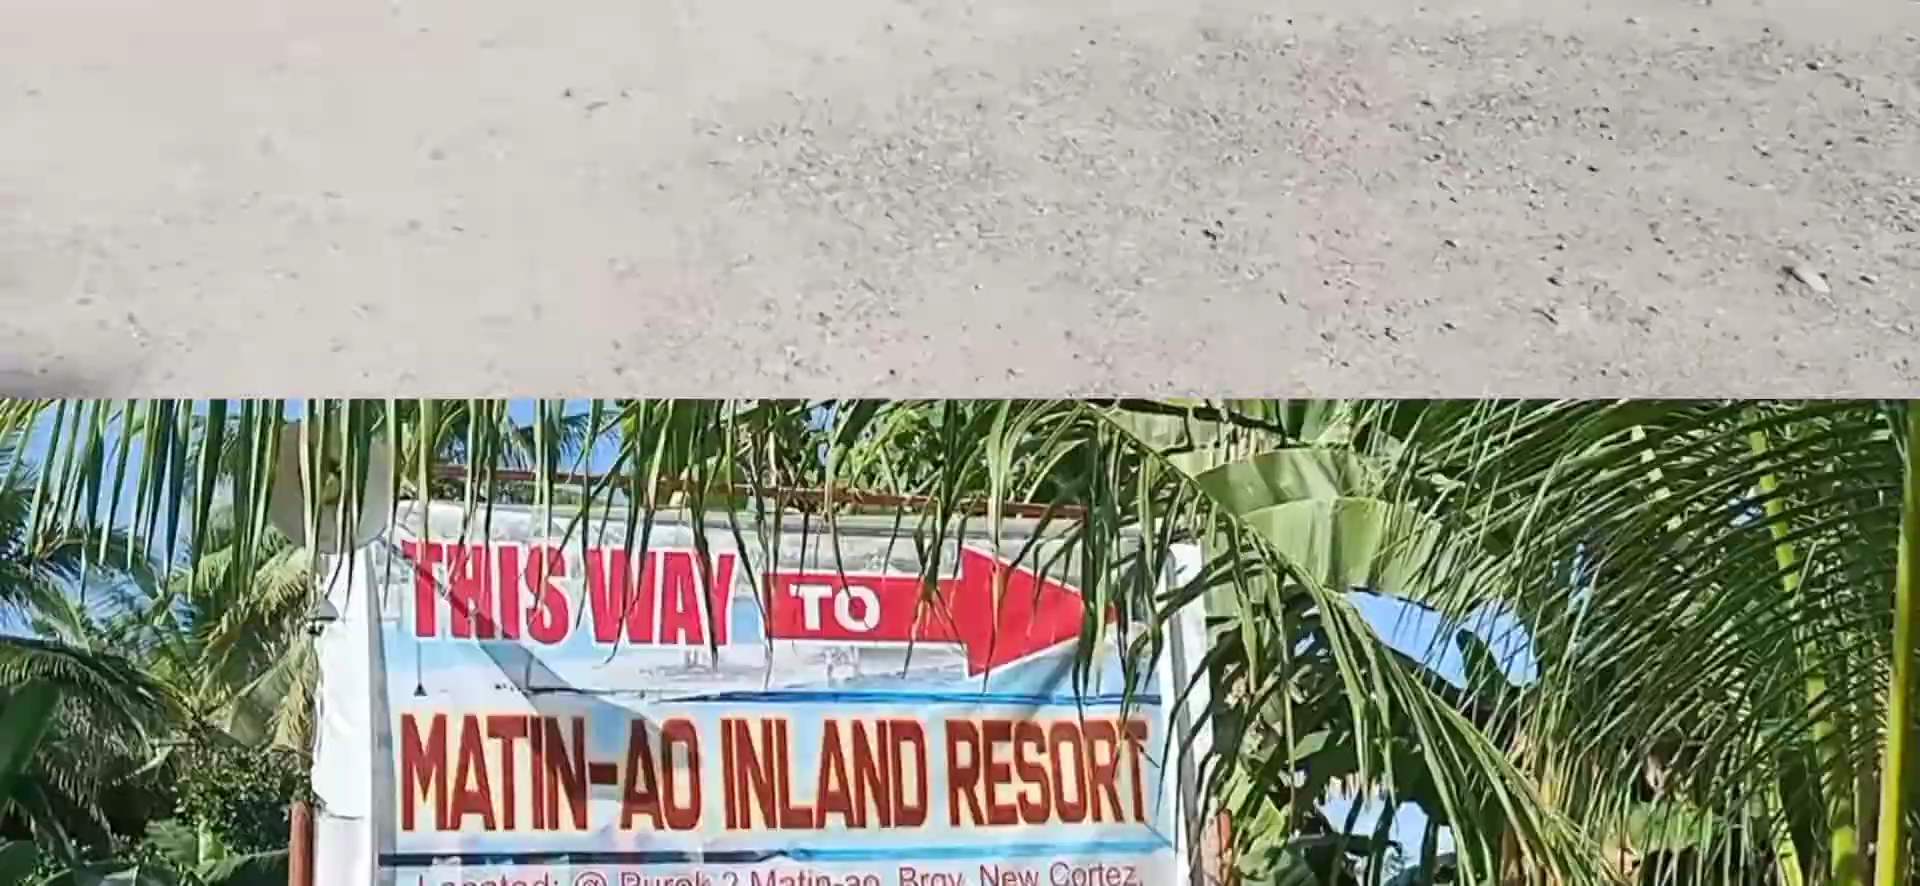 THIS WAY TO
MATIN-AO INLAND RESORT
Located: @ Purok 2 Matin-ao, Brgy. New Cortez,